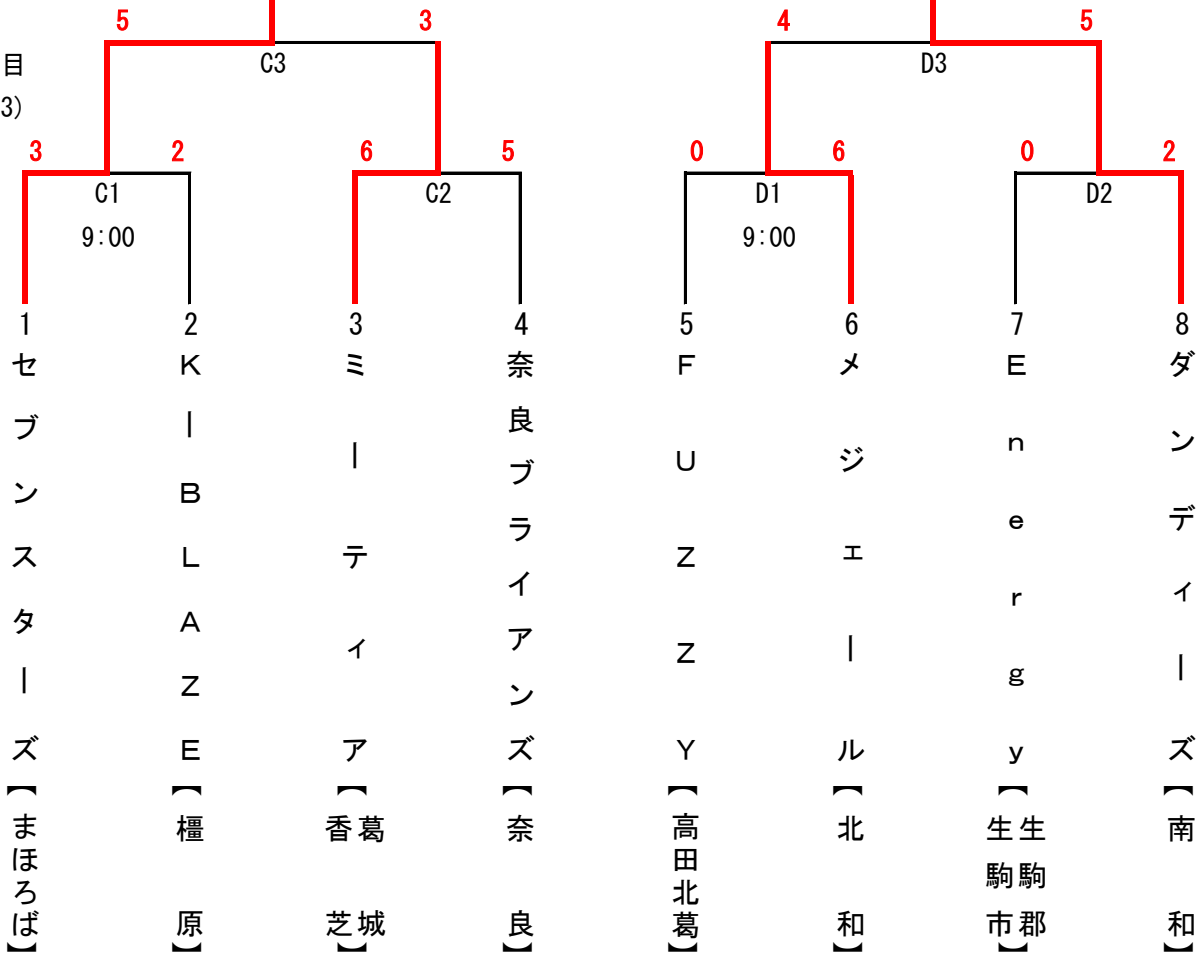 5 3 4 5
目 C3 D3
3)
3 2 6 5 0 6 0 2
C1 C2 D1 D2
9:00 9:00
1 2 3 4 5 6 7 8
セブンスターズ
【まほろば】
KーBLAZE
【橿原】
ミーティア
【葛城
香芝】
奈良ブライアンズ
【奈良】
FUZZY
【高田北葛】
メジェール
【北和】
Energy
【生駒郡
生駒市】
ダンディーズ
【南和】